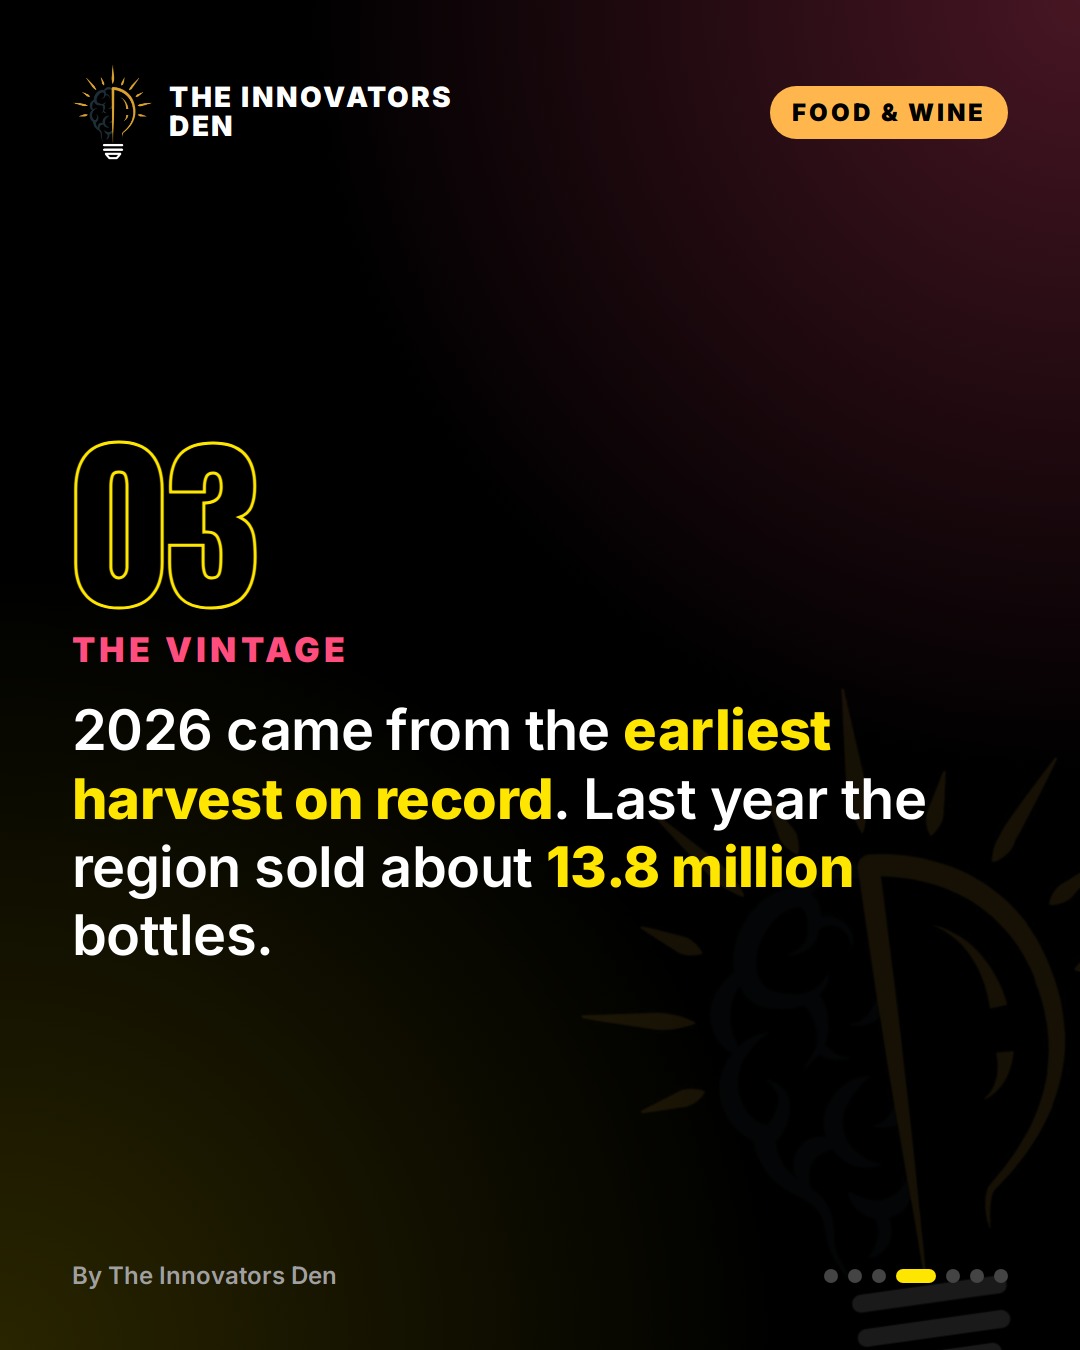 THE INNOVATORS
DEN
FOOD & WINE
03
THE VINTAGE
2026 came from the earliest
harvest on record. Last year the
region sold about 13.8 million
bottles.
By The Innovators Den